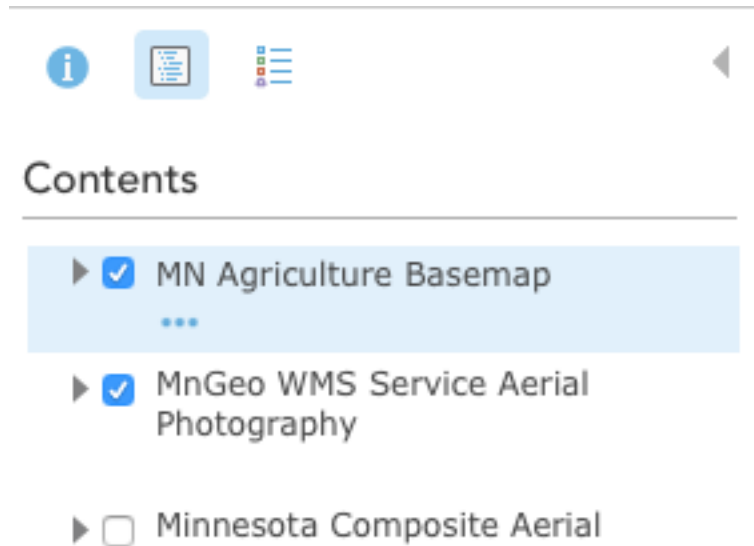 Contents
MN Agriculture Basemap
MnGeo WMS Service Aerial
Photography
Minnesota Composite Aerial